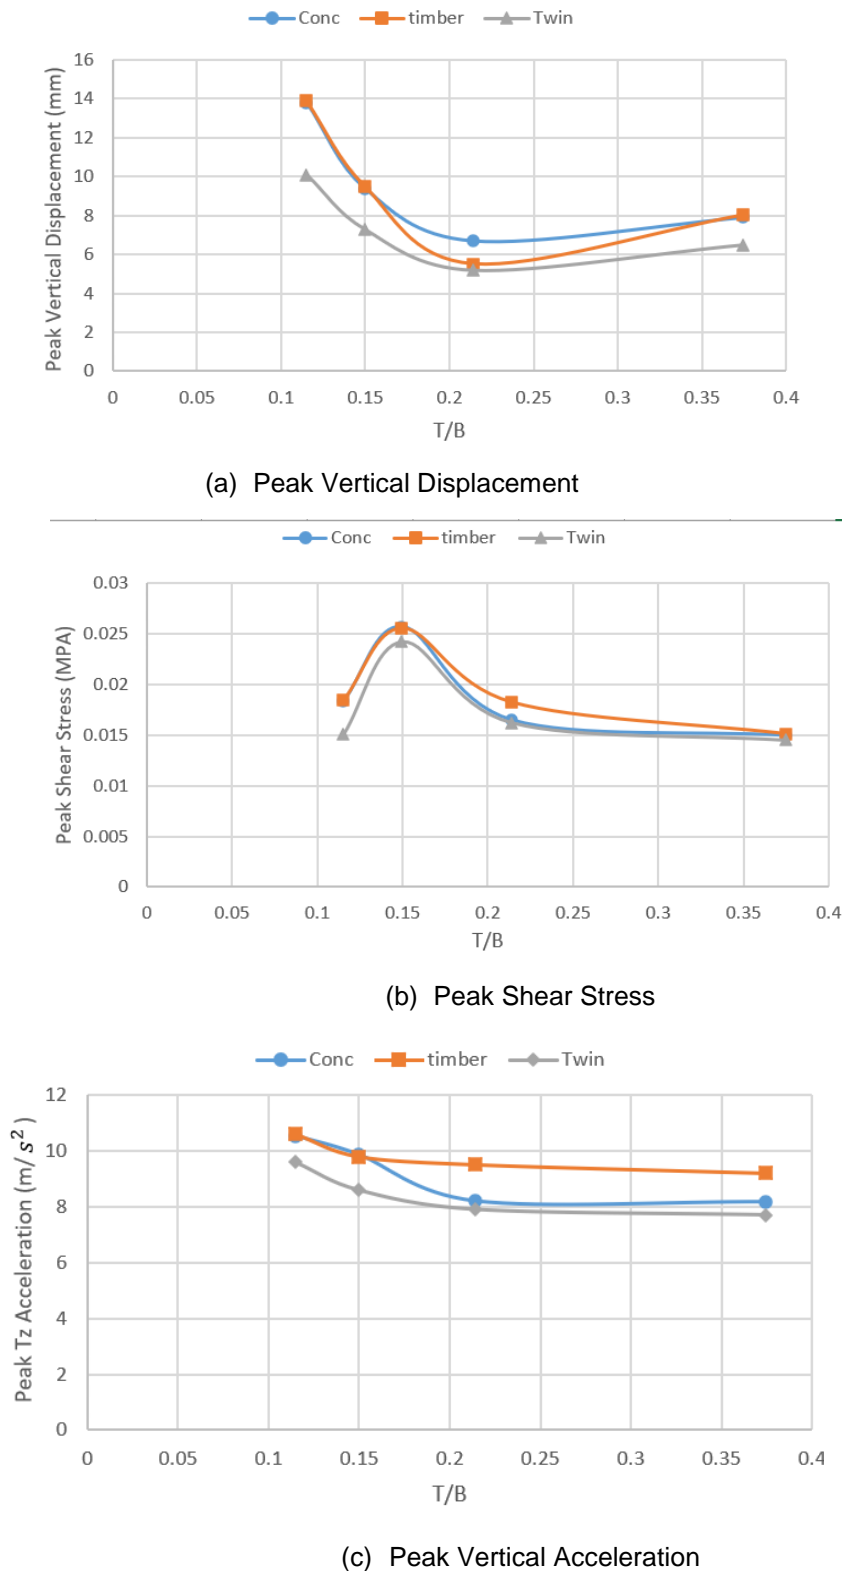 Conc timber Twin
Peak Vertical Displacement (mm)
16
14
12
10
8
6
4
2
0
0 0.05 0.1 0.15 0.2 0.25 0.3 0.35 0.4
T/B
(a) Peak Vertical Displacement
Conc timber Twin
Peak Shear Stress (MPA)
0.03
0.025
0.02
0.015
0.01
0.005
0
0 0.05 0.1 0.15 0.2 0.25 0.3 0.35 0.4
T/B
(b) Peak Shear Stress
Conc timber Twin
Peak Tz Acceleration (m/ s²)
12
10
8
6
4
2
0
0 0.05 0.1 0.15 0.2 0.25 0.3 0.35 0.4
T/B
(c) Peak Vertical Acceleration